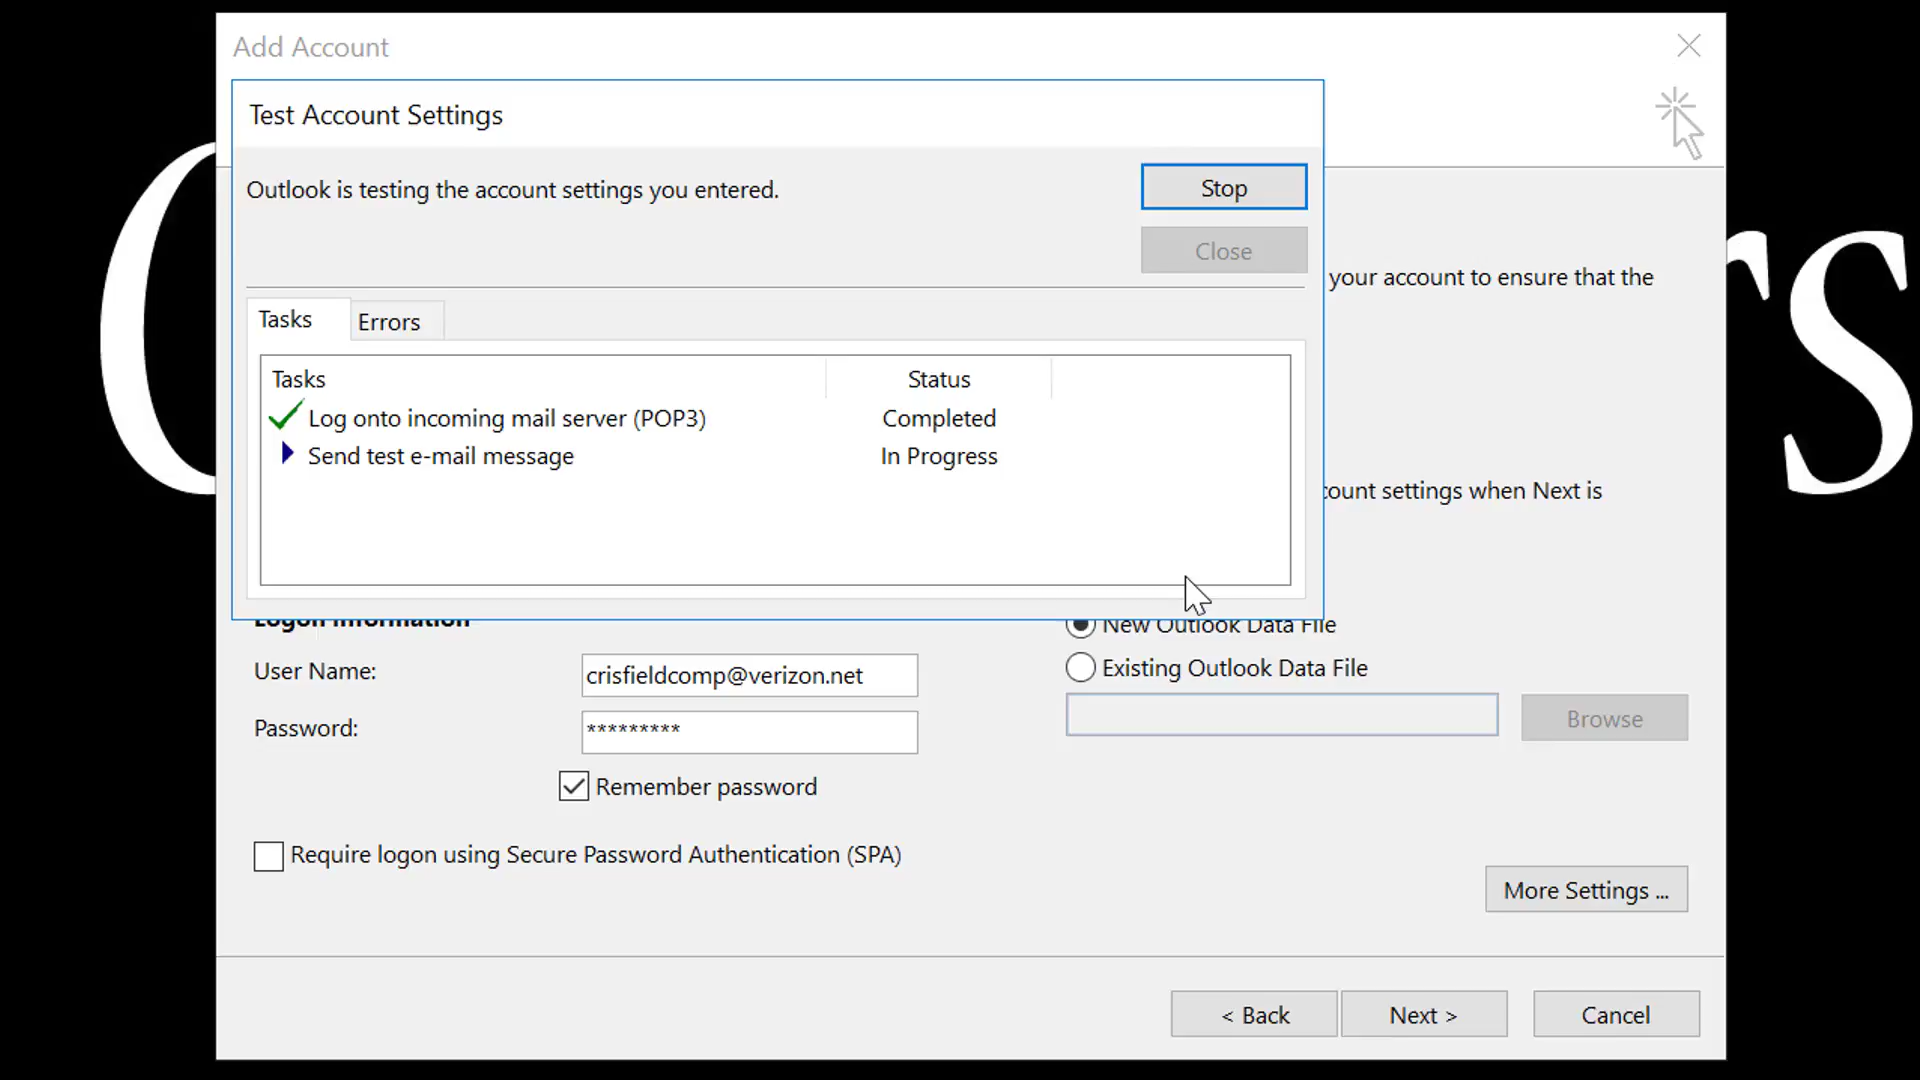 Add Account
Test Account Settings
Outlook is testing the account settings you entered.
Stop
Close
your account to ensure that the
Tasks
Errors
Tasks Status
Log onto incoming mail server (POP3) Completed
Send test e-mail message In Progress
count settings when Next is
Logon Information
New Outlook Data File
User Name: crisfieldcomp@verizon.net
Existing Outlook Data File
Password: *********
Browse
Remember password
Require logon using Secure Password Authentication (SPA)
More Settings ...
< Back Next > Cancel